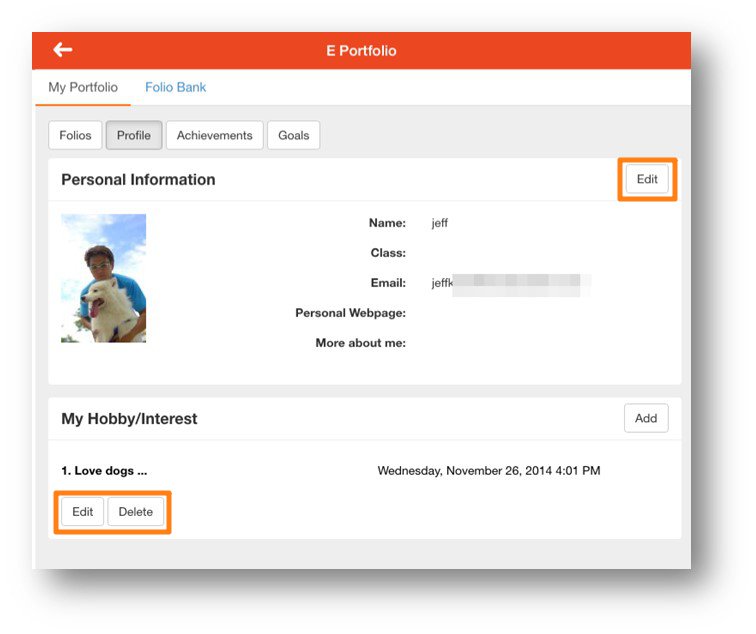 E Portfolio
My Portfolio Folio Bank
Folios Profile Achievements Goals
Personal Information Edit
Name: jeff
Class:
Email: jeffk
Personal Webpage:
More about me:
My Hobby/Interest Add
1. Love dogs ... Wednesday, November 26, 2014 4:01 PM
Edit Delete